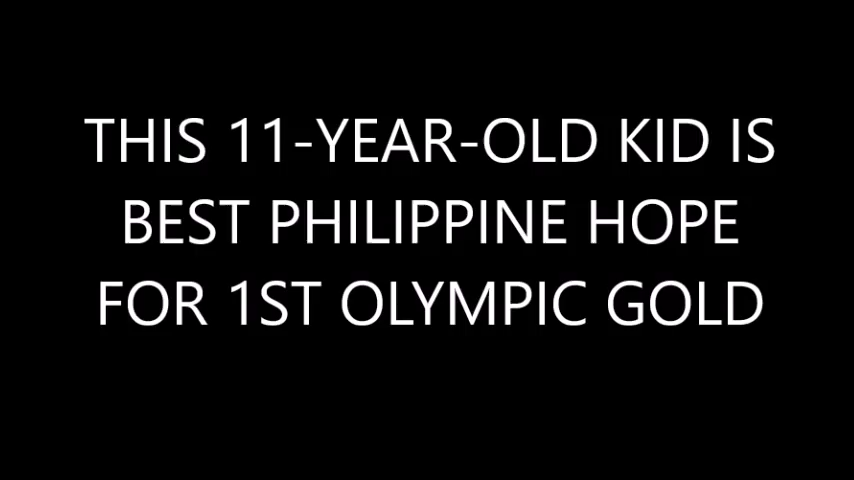 THIS 11-YEAR-OLD KID IS
BEST PHILIPPINE HOPE
FOR 1ST OLYMPIC GOLD